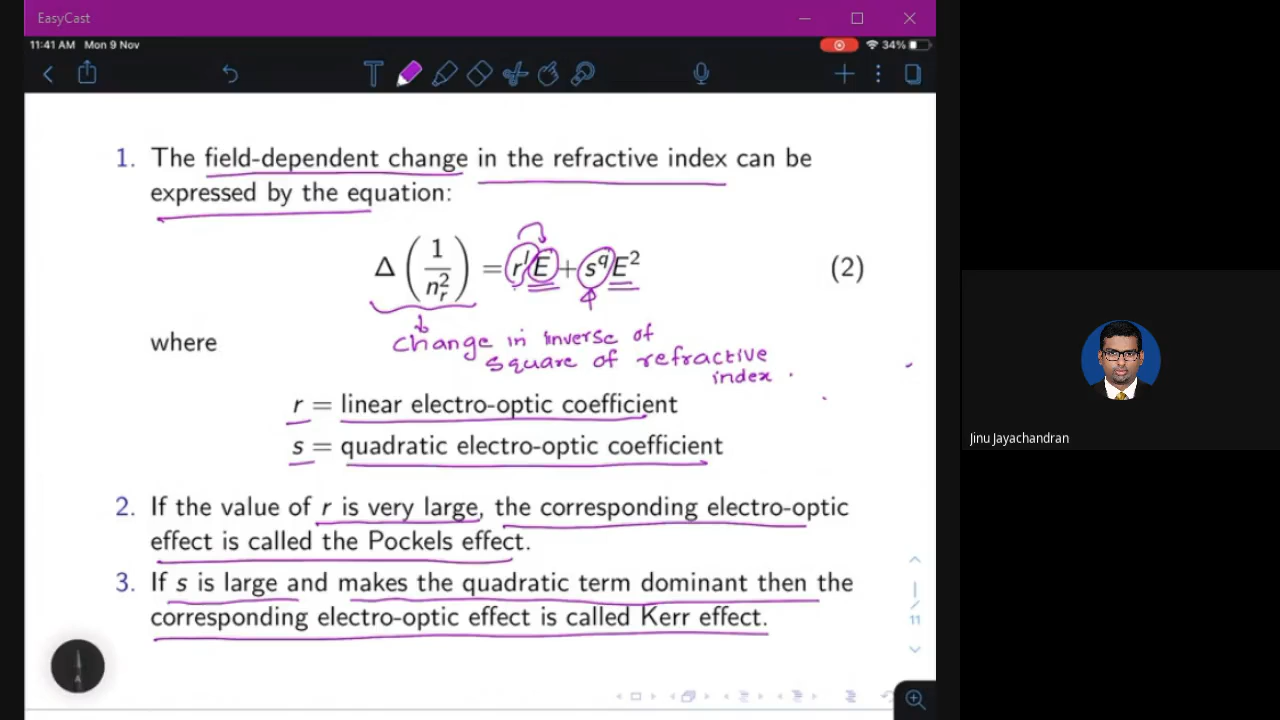 EasyCast
11:41 AM Mon 9 Nov
34%
1. The field-dependent change in the refractive index can be
expressed by the equation:
Δ(1/n_r^2) = r^l E + s^q E^2 (2)
change in inverse of
square of refractive
index.
where
r = linear electro-optic coefficient
s = quadratic electro-optic coefficient
2. If the value of r is very large, the corresponding electro-optic
effect is called the Pockels effect.
3. If s is large and makes the quadratic term dominant then the
corresponding electro-optic effect is called Kerr effect.
11
Jinu Jayachandran